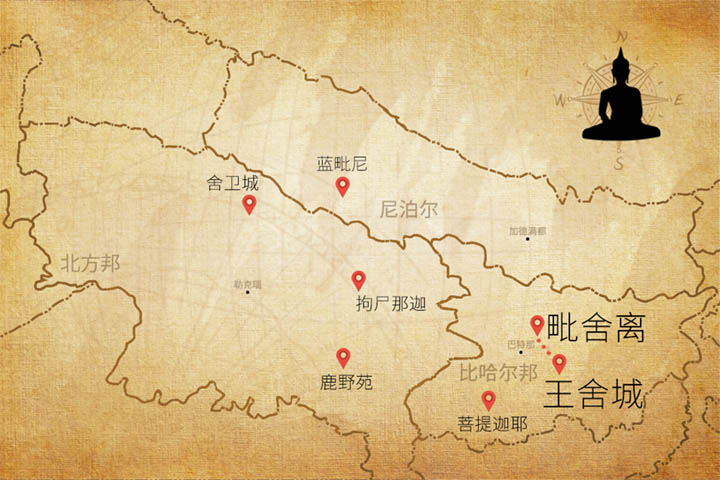 N
W
E
S
蓝毗尼
舍卫城
尼泊尔
加德满都
北方邦
勒克瑙
拘尸那迦
毗舍离
巴特那
比哈尔邦
鹿野苑
王舍城
菩提迦耶